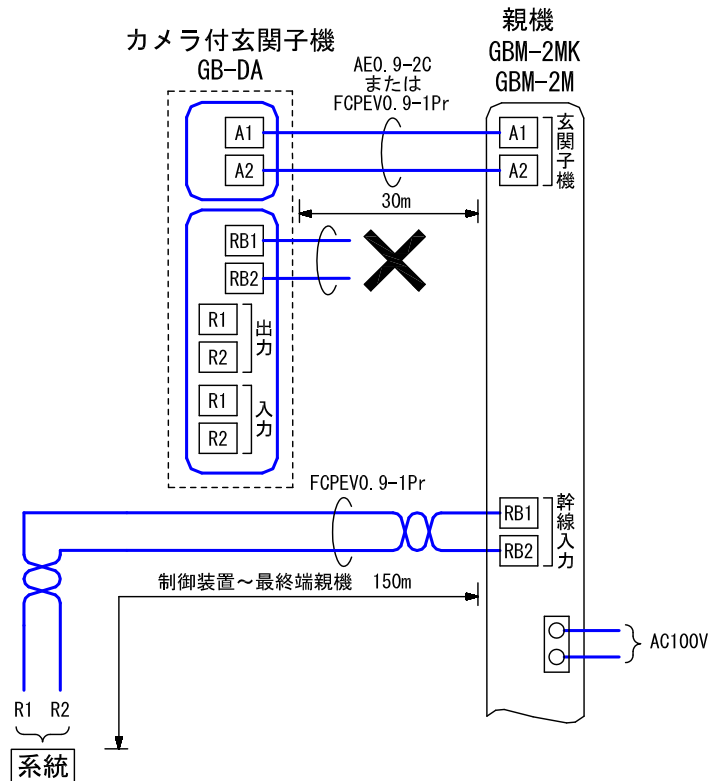 カメラ付玄関子機
GB-DA
AE0.9-2C
または
FCPEV0.9-1Pr
親機
GBM-2MK
GBM-2M
A1
A2
A1
A2
玄関子機
30m
RB1
RB2
R1
R2
出力
R1
R2
入力
FCPEV0.9-1Pr
RB1
RB2
幹線入力
制御装置～最終端親機 150m
AC100V
R1 R2
系統